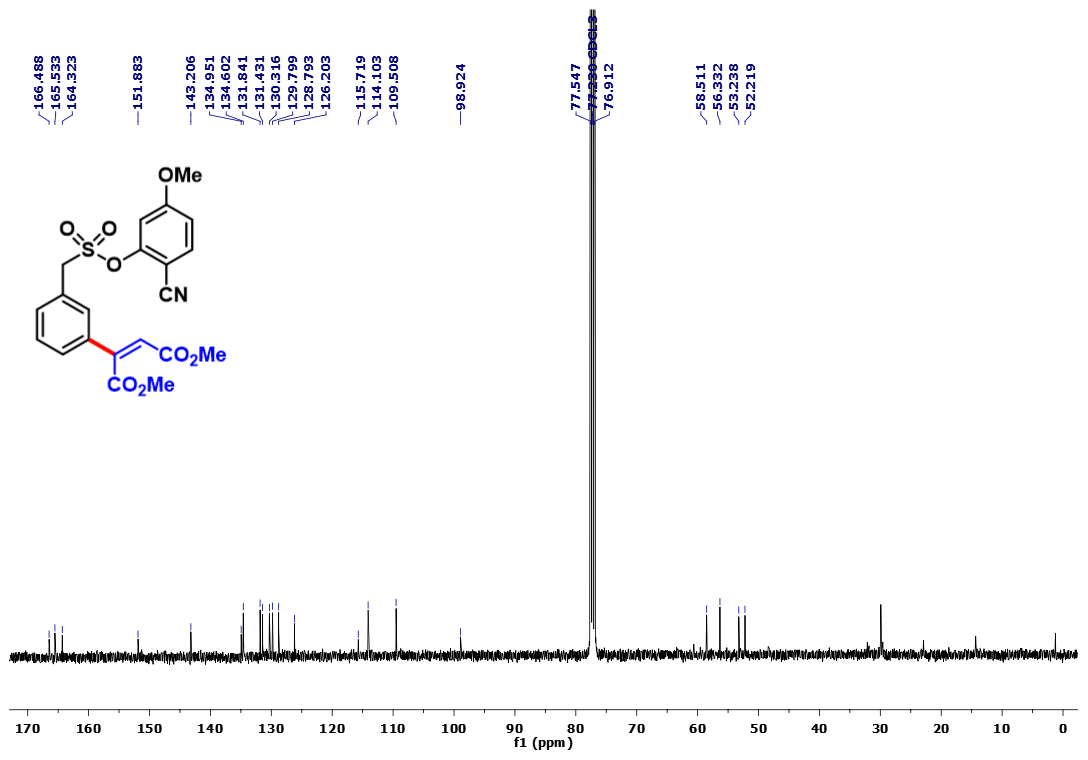 166.488
165.533
164.323
151.883
143.206
134.951
134.602
131.841
131.431
130.316
129.799
128.793
126.203
115.719
114.103
109.508
98.924
77.547
77.230 CDCL3
76.912
58.511
56.332
53.238
52.219
OMe
O O
S
O
CN
CO2Me
CO2Me
170 160 150 140 130 120 110 100 90 80 70 60 50 40 30 20 10 0
f1 (ppm)